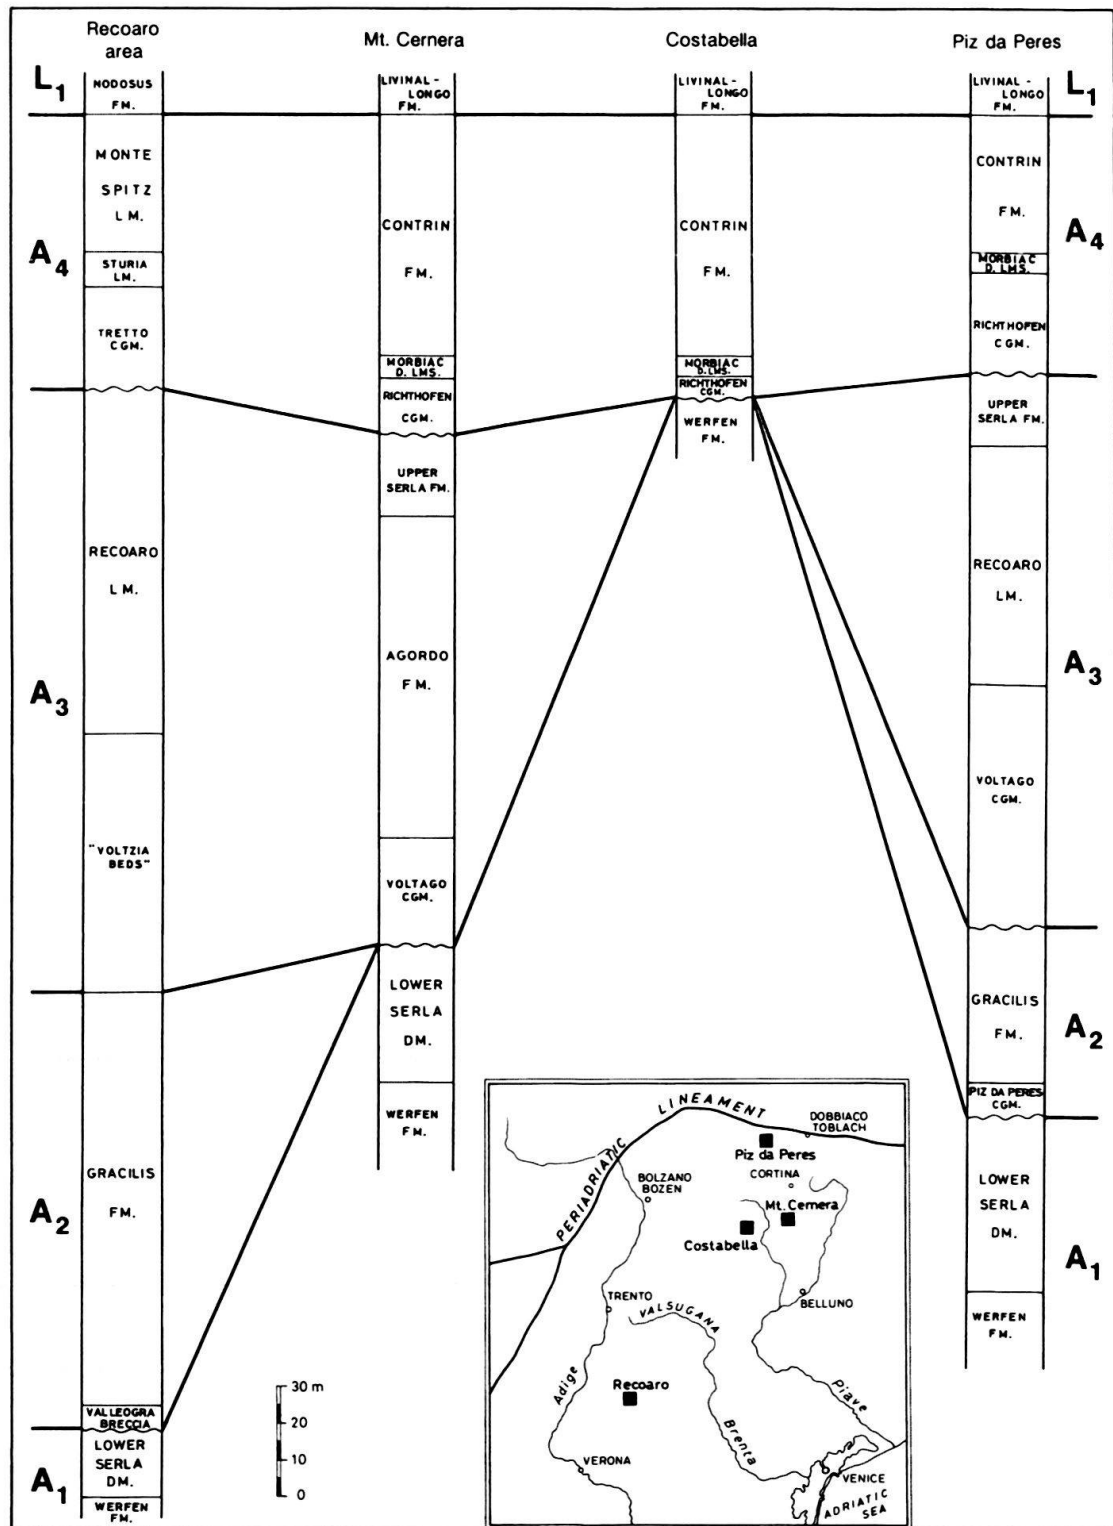 Recoaro
area
Mt. Cernera
Costabella
Piz da Peres
L1
NODOSUS
FM.
LIVINAL-
LONGO
FM.
LIVINAL-
LONGO
FM.
LIVINAL-
LONGO
FM.
L1
A4
MONTE
SPITZ
LM.
STURIA
LM.
TRETTO
CGM.
RECOARO
LM.
A3
"VOLTZIA
BEDS"
A2
GRACILIS
FM.
VALLEOGRA
BRECCIA
A1
LOWER
SERLA
DM.
WERFEN
FM.
CONTRIN
FM.
MORBIAC
D. LMS.
RICHTHOFEN
CGM.
UPPER
SERLA FM.
AGORDO
FM.
VOLTAGO
CGM.
LOWER
SERLA
DM.
WERFEN
FM.
CONTRIN
FM.
MORBIAC
D. LMS.
RICHTHOFEN
CGM.
WERFEN
FM.
CONTRIN
FM.
MORBIAC
D. LMS.
RICHTHOFEN
CGM.
A4
UPPER
SERLA FM.
RECOARO
LM.
A3
VOLTAGO
CGM.
GRACILIS
FM.
A2
PIZ DA PERES
CGM.
LOWER
SERLA
DM.
A1
WERFEN
FM.
30 m
20
10
0
PERIADRIATIC LINEAMENT
DOBBIACO
TOBLACH
Piz da Peres
CORTINA
BOLZANO
BOZEN
Mt. Cernera
Costabella
TRENTO
VALSUGANA
BELLUNO
Adige
Recoaro
Piave
Brenta
VERONA
VENICE
ADRIATIC
SEA